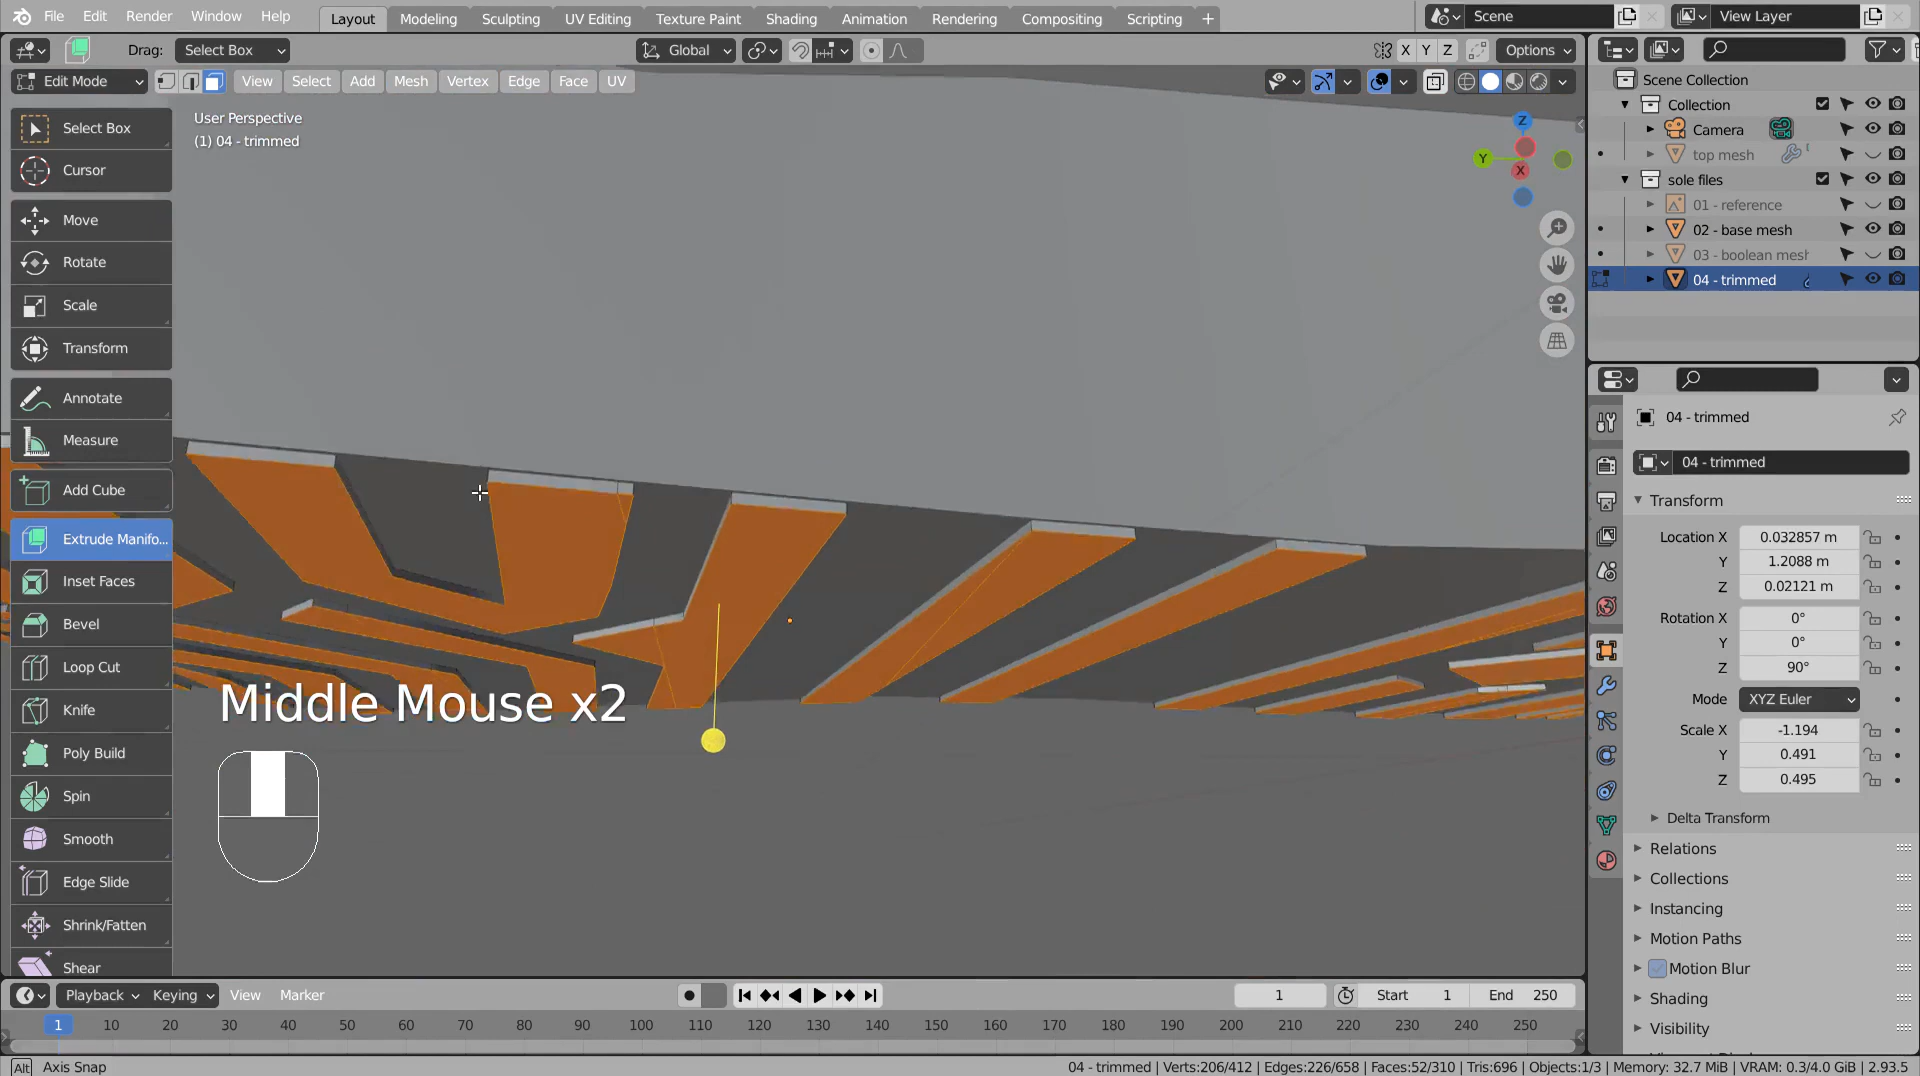 File Edit Render Window Help Layout Modeling Sculpting UV Editing Texture Paint Shading Animation Rendering Compositing Scripting + Scene View Layer
Drag: Select Box Global X Y Z Options
Edit Mode View Select Add Mesh Vertex Edge Face UV
User Perspective
(1) 04 - trimmed
Select Box
Cursor
Move
Rotate
Scale
Transform
Annotate
Measure
Add Cube
Extrude Manifo...
Inset Faces
Bevel
Loop Cut
Knife
Poly Build
Spin
Smooth
Edge Slide
Shrink/Fatten
Shear
Z
Y
X
Middle Mouse x2
Scene Collection
Collection
Camera
top mesh
sole files
01 - reference
02 - base mesh
03 - boolean mesh
04 - trimmed
04 - trimmed
04 - trimmed
Transform
Location X 0.032857 m
Y 1.2088 m
Z 0.02121 m
Rotation X 0°
Y 0°
Z 90°
Mode XYZ Euler
Scale X -1.194
Y 0.491
Z 0.495
Delta Transform
Relations
Collections
Instancing
Motion Paths
Motion Blur
Shading
Visibility
Playback Keying View Marker 1 Start 1 End 250
1 10 20 30 40 50 60 70 80 90 100 110 120 130 140 150 160 170 180 190 200 210 220 230 240 250
Alt Axis Snap 04 - trimmed | Verts:206/412 | Edges:226/658 | Faces:52/310 | Tris:696 | Objects:1/3 | Memory: 32.7 MiB | VRAM: 0.3/4.0 GiB | 2.93.5